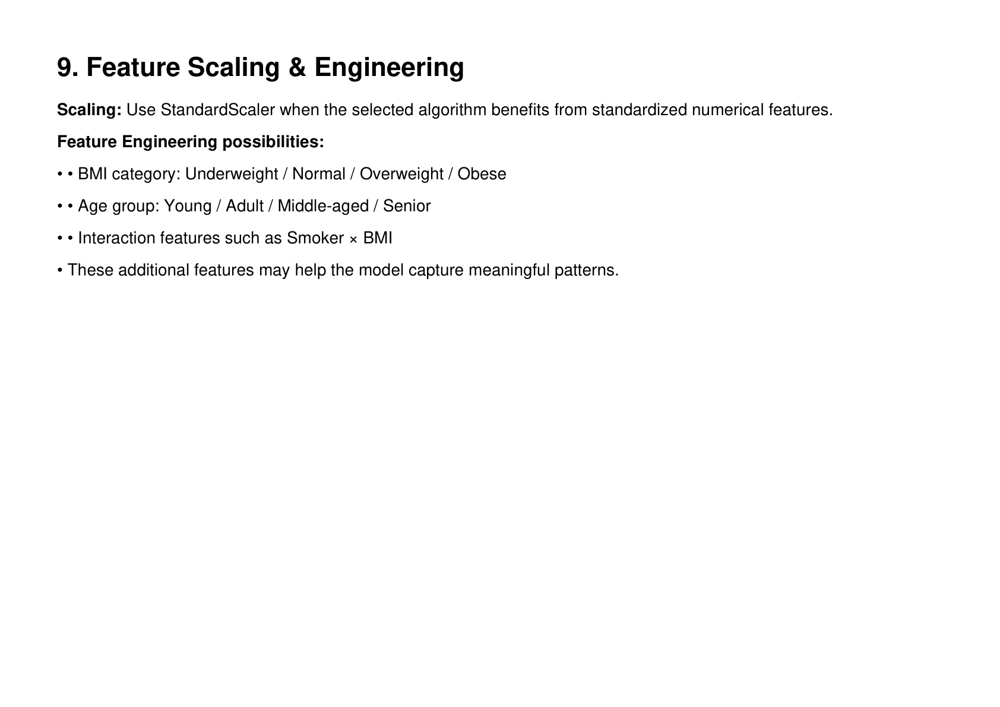 9. Feature Scaling & Engineering
Scaling: Use StandardScaler when the selected algorithm benefits from standardized numerical features.
Feature Engineering possibilities:
• • BMI category: Underweight / Normal / Overweight / Obese
• • Age group: Young / Adult / Middle-aged / Senior
• • Interaction features such as Smoker × BMI
• These additional features may help the model capture meaningful patterns.